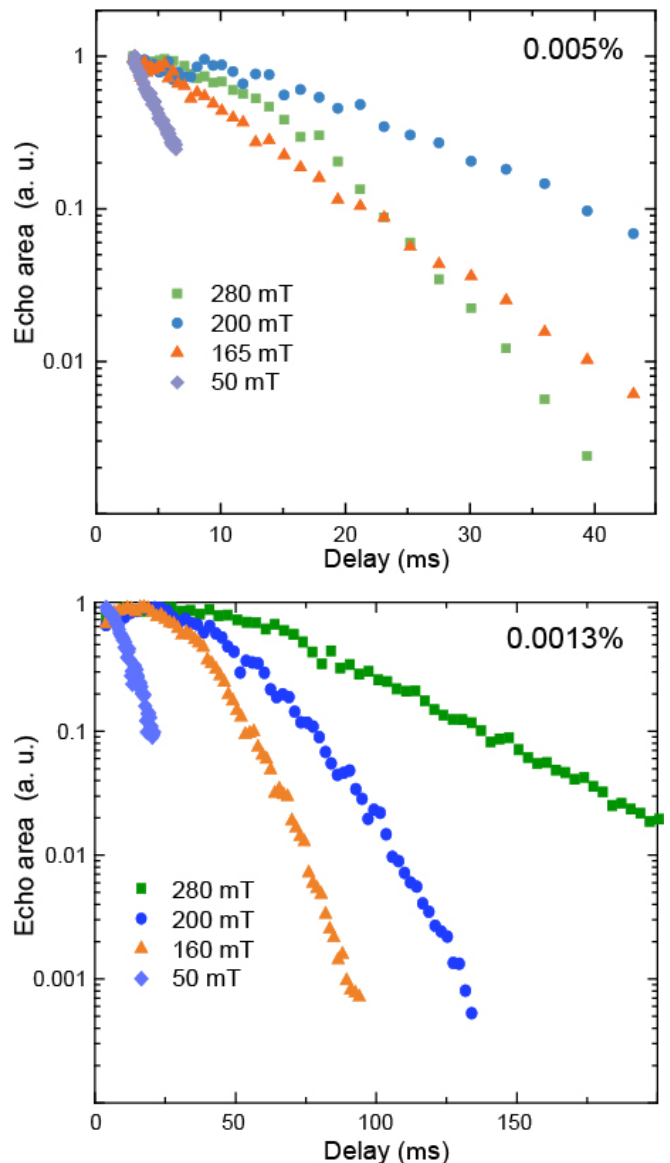 0.005%
1
0.1
0.01
Echo area (a. u.)
280 mT
200 mT
165 mT
50 mT
0 10 20 30 40
Delay (ms)
0.0013%
1
0.1
0.01
0.001
Echo area (a. u.)
280 mT
200 mT
160 mT
50 mT
0 50 100 150
Delay (ms)